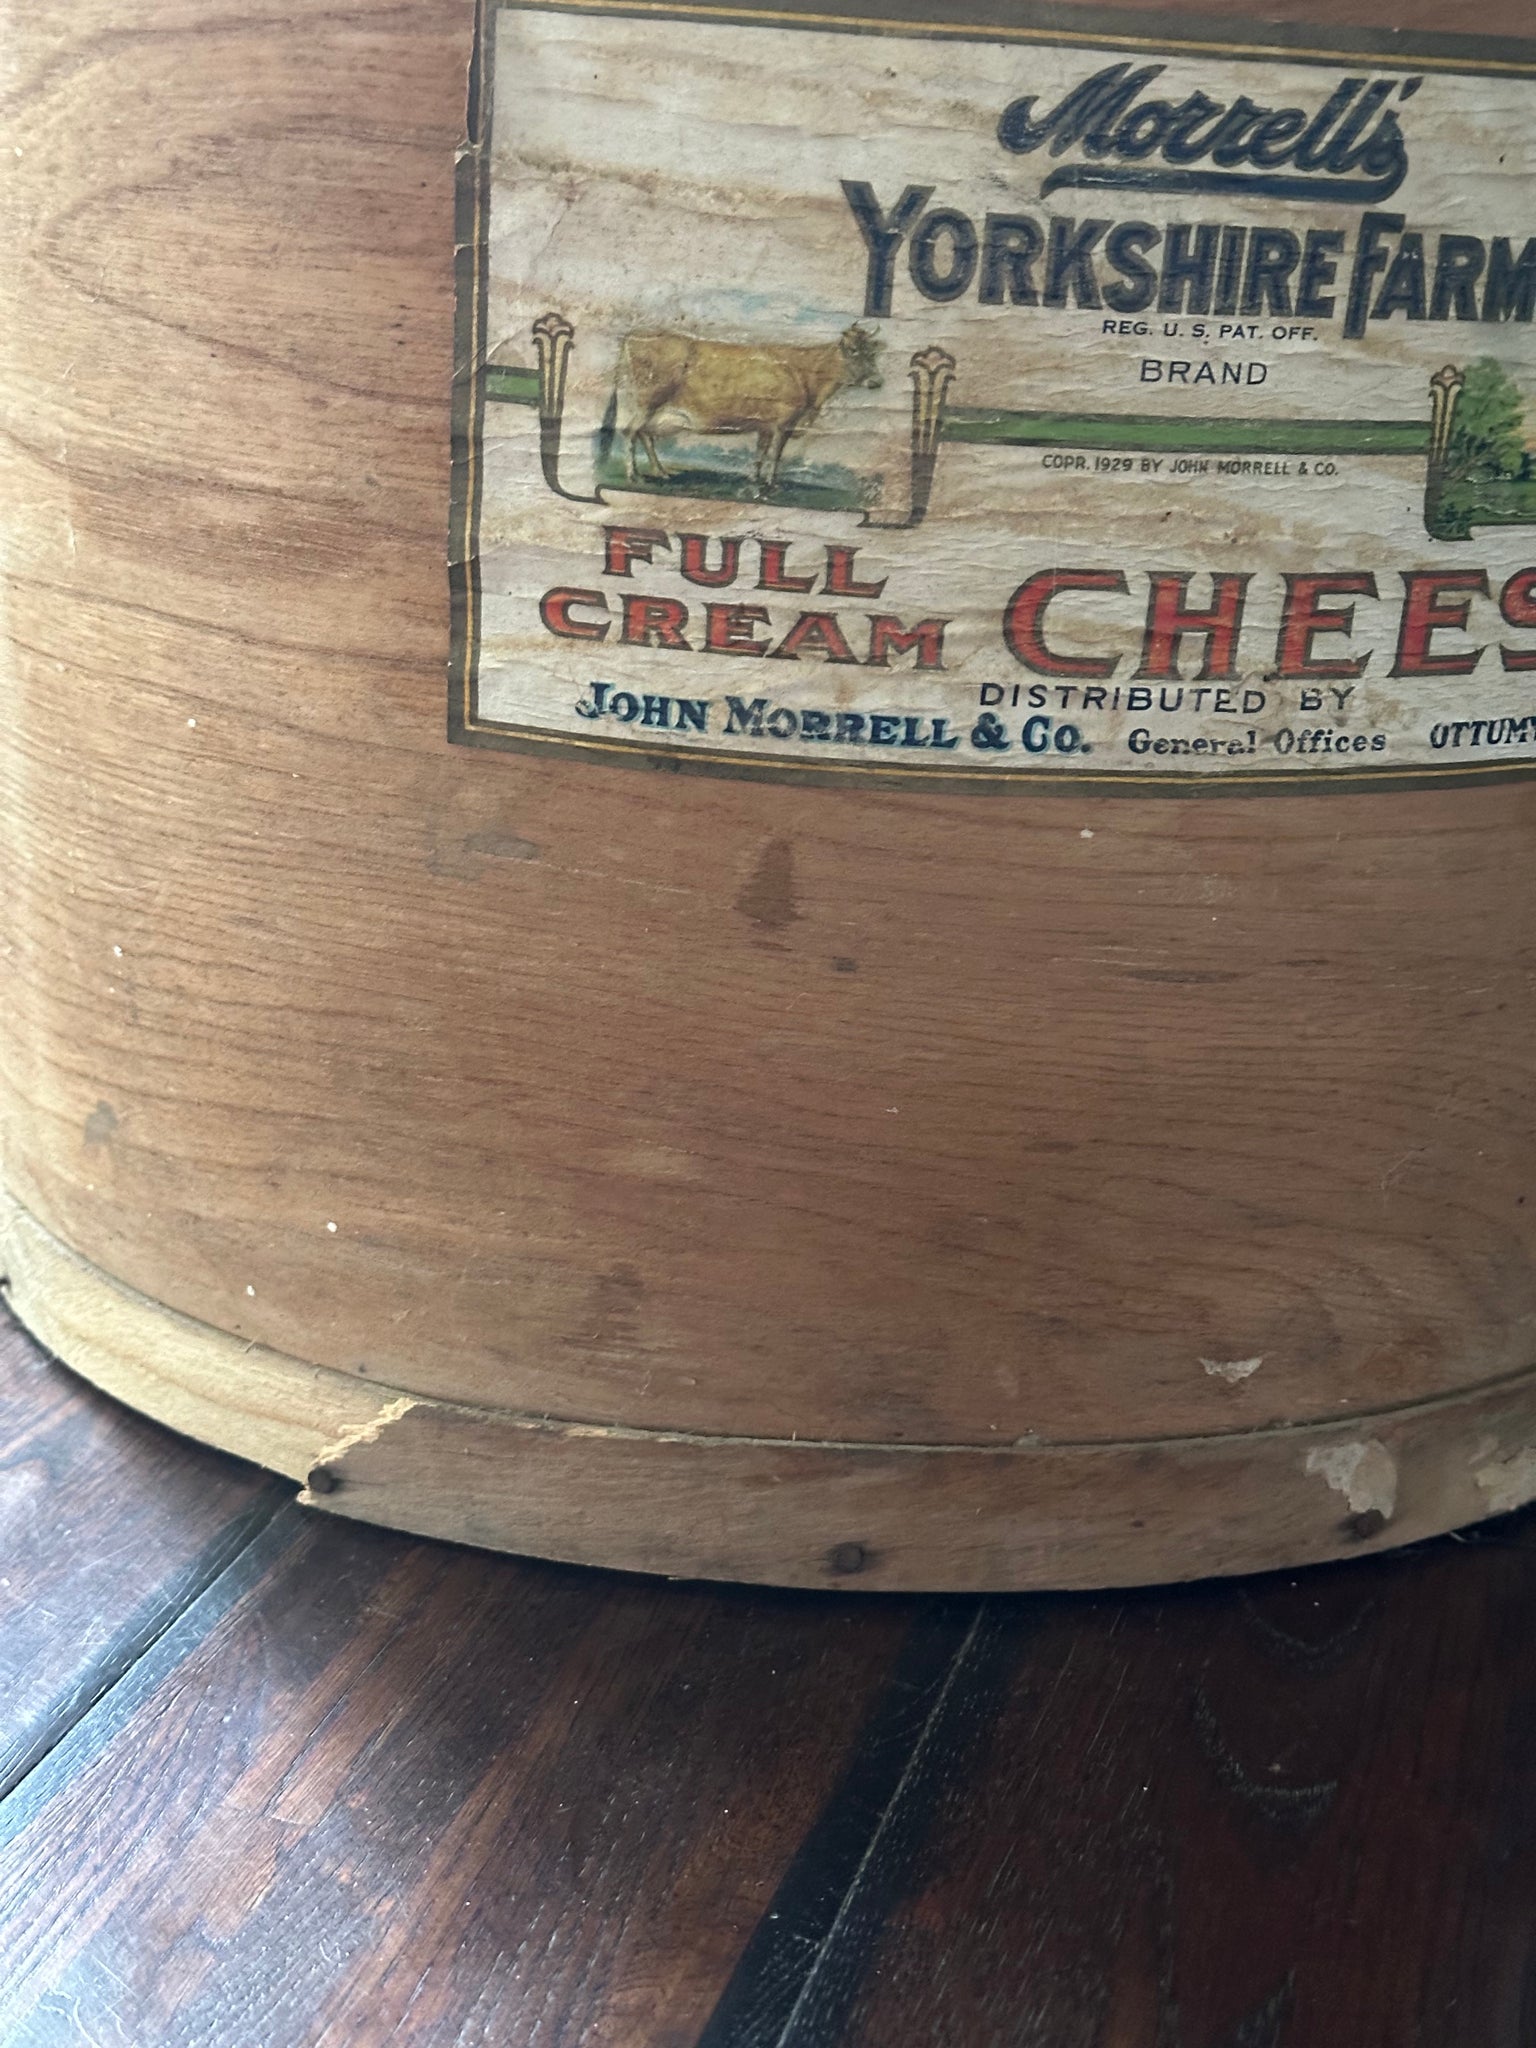 Morrell's
YORKSHIRE FARM
REG. U. S. PAT. OFF.
BRAND
COPR. 1929 BY JOHN MORRELL & CO.
FULL
CREAM CHEES
DISTRIBUTED BY
JOHN MORRELL & CO. General Offices OTTUMW